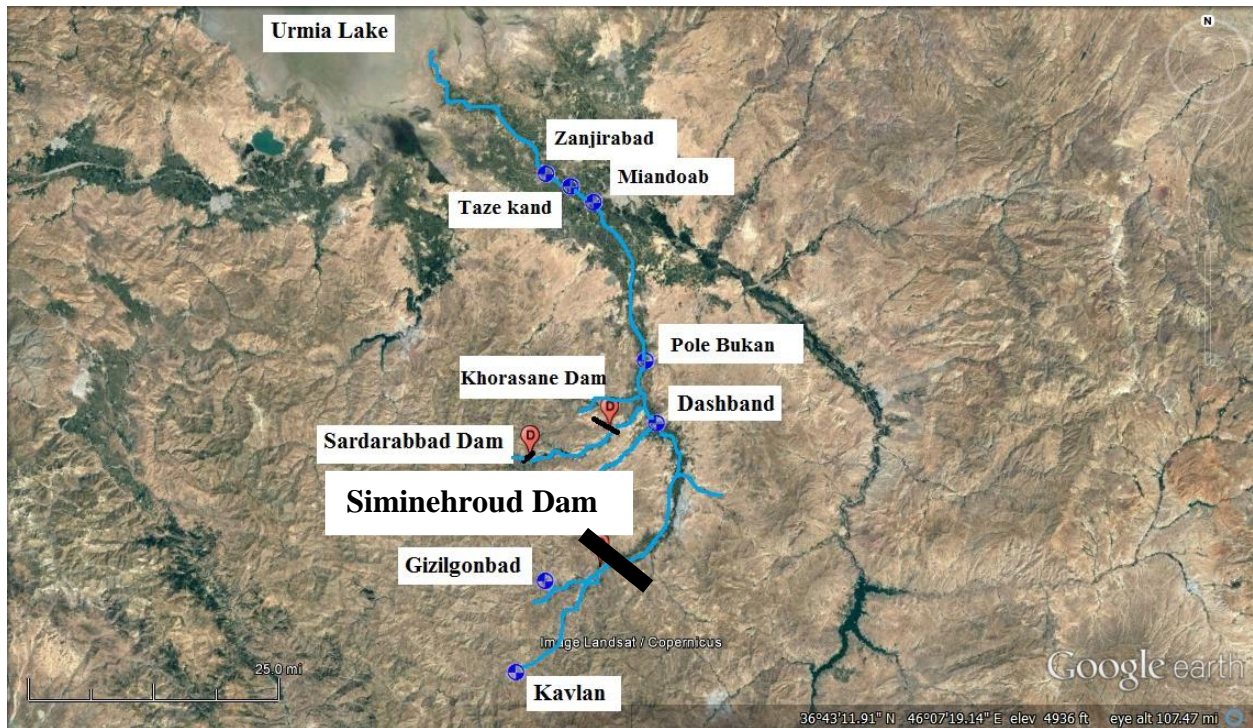 Urmia Lake
N
Zanjirabad
Miandoab
Taze kand
Pole Bukan
Khorasane Dam
D
Dashband
Sardarabbad Dam
D
Siminehroud Dam
Gizilgonbad
Image Landsat / Copernicus
25.0 mi
Kavlan
Google earth
36°43'11.91" N 46°07'19.14" E elev 4936 ft eye alt 107.47 mi